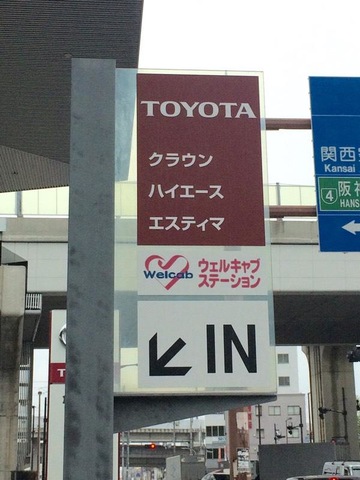 TOYOTA
クラウン
ハイエース
エスティマ
Welcab
ウェルキャブ
ステーション
IN
関西
Kansai
4
阪神
HANS
T